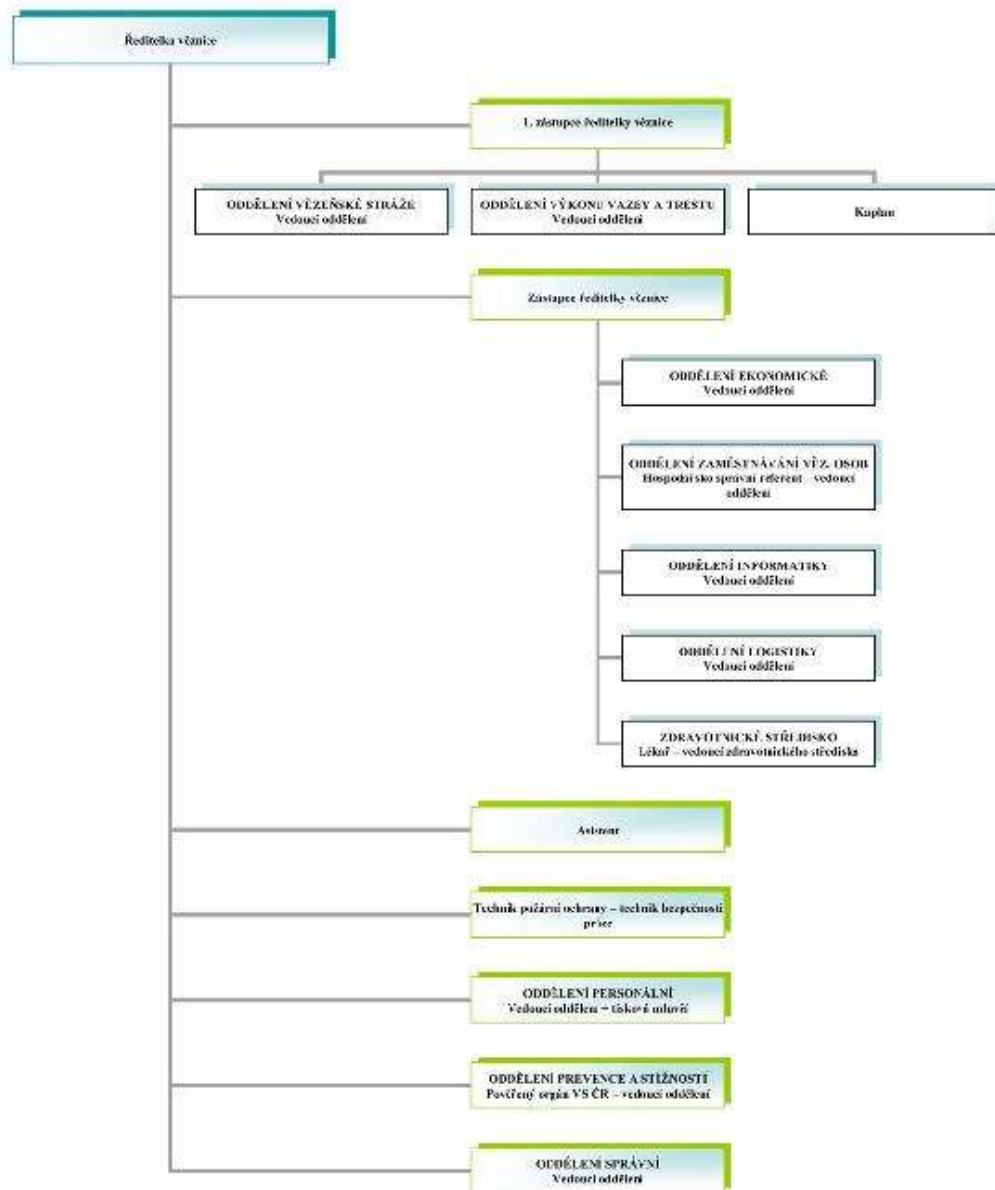 Ředitelka věznice
1. zástupce ředitelky věznice
ODDĚLENÍ VĚZEŇSKÉ STRÁŽE
Vedoucí oddělení
ODDĚLENÍ VÝKONU VAZBY A TRESTU
Vedoucí oddělení
Kaplan
Zástupce ředitelky věznice
ODDĚLENÍ EKONOMICKÉ
Vedoucí oddělení
ODDĚLENÍ ZAMĚSTNÁVÁNÍ VĚZ. OSOB
Hospodářsko správní referent – vedoucí
oddělení
ODDĚLENÍ INFORMATIKY
Vedoucí oddělení
ODDĚLENÍ LOGISTIKY
Vedoucí oddělení
ZDRAVOTNICKÉ STŘEDISKO
Lékař – vedoucí zdravotnického střediska
Asistent
Technik požární ochrany – technik bezpečnosti
práce
ODDĚLENÍ PERSONÁLNÍ
Vedoucí oddělení + tisková mluvčí
ODDĚLENÍ PREVENCE A STÍŽNOSTÍ
Pověřený orgán VS ČR – vedoucí oddělení
ODDĚLENÍ SPRÁVNÍ
Vedoucí oddělení